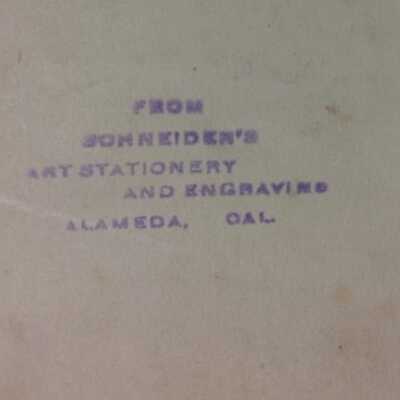 FROM
SCHNEIDER'S
ART STATIONERY
AND ENGRAVING
ALAMEDA, CAL.